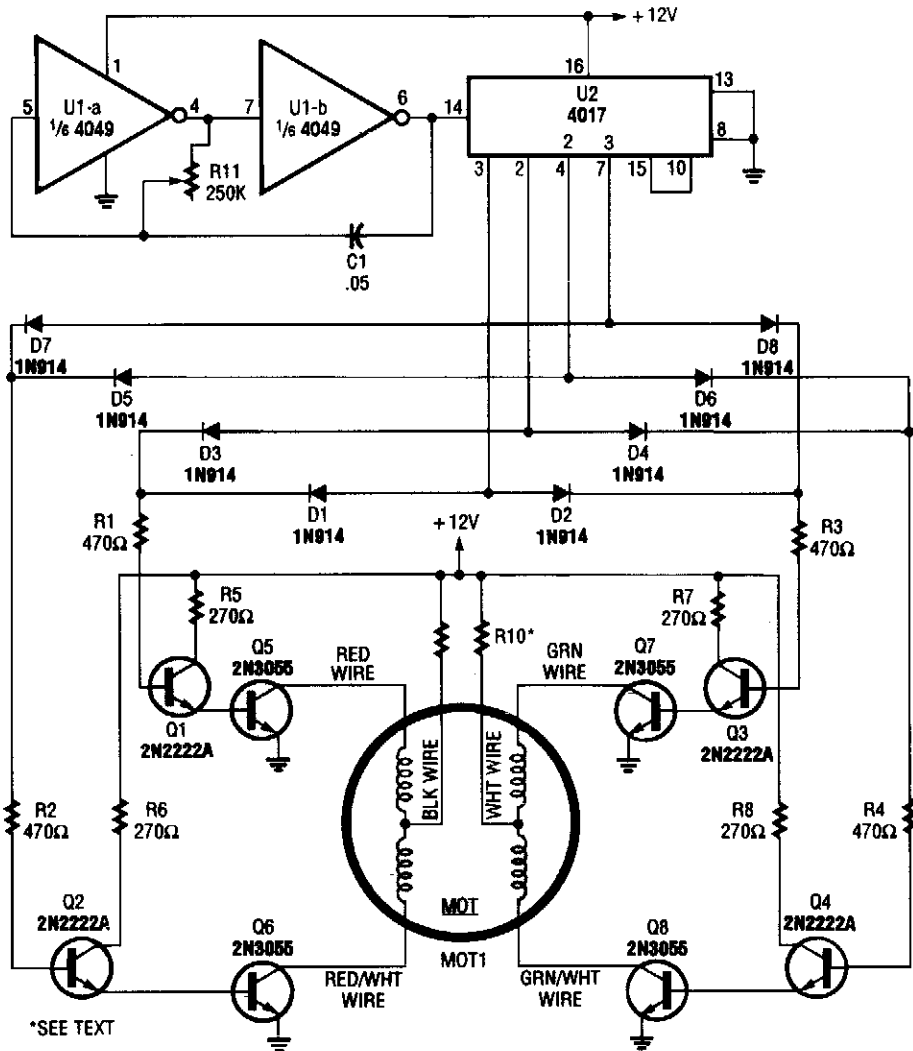 +12V
1
5
U1-a
1/6 4049
4
7
U1-b
1/6 4049
6
14
16
U2
4017
13
8
2
3
3
2
4
7
15
10
R11
250K
C1
.05
D7
1N914
D8
1N914
D5
1N914
D6
1N914
D3
1N914
D4
1N914
D1
1N914
D2
1N914
R1
470Ω
+12V
R3
470Ω
R5
270Ω
R10*
R7
270Ω
Q5
2N3055
RED
WIRE
GRN
WIRE
Q7
2N3055
Q1
2N2222A
BLK WIRE
WHT WIRE
Q3
2N2222A
R2
470Ω
R6
270Ω
R8
270Ω
R4
470Ω
Q2
2N2222A
Q6
2N3055
MOT
MOT1
Q8
2N3055
Q4
2N2222A
RED/WHT
WIRE
GRN/WHT
WIRE
*SEE TEXT